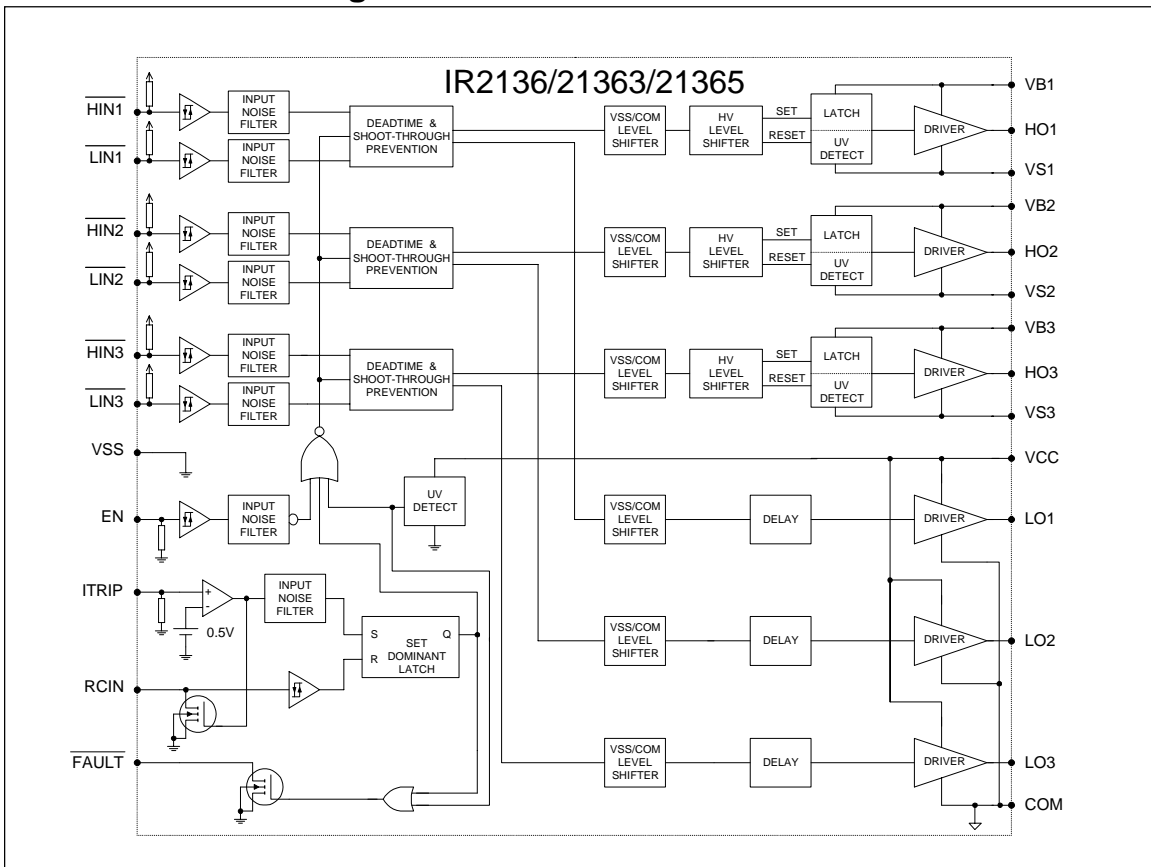 g
IR2136/21363/21365
HIN1
INPUT
NOISE
FILTER
LIN1
INPUT
NOISE
FILTER
DEADTIME &
SHOOT-THROUGH
PREVENTION
VSS/COM
LEVEL
SHIFTER
HV
LEVEL
SHIFTER
SET
RESET
LATCH
UV
DETECT
DRIVER
VB1
HO1
VS1
HIN2
INPUT
NOISE
FILTER
LIN2
INPUT
NOISE
FILTER
DEADTIME &
SHOOT-THROUGH
PREVENTION
VSS/COM
LEVEL
SHIFTER
HV
LEVEL
SHIFTER
SET
RESET
LATCH
UV
DETECT
DRIVER
VB2
HO2
VS2
HIN3
INPUT
NOISE
FILTER
LIN3
INPUT
NOISE
FILTER
DEADTIME &
SHOOT-THROUGH
PREVENTION
VSS/COM
LEVEL
SHIFTER
HV
LEVEL
SHIFTER
SET
RESET
LATCH
UV
DETECT
DRIVER
VB3
HO3
VS3
VSS
VCC
EN
INPUT
NOISE
FILTER
UV
DETECT
VSS/COM
LEVEL
SHIFTER
DELAY
DRIVER
LO1
ITRIP
+
-
0.5V
INPUT
NOISE
FILTER
S
R
Q
SET
DOMINANT
LATCH
VSS/COM
LEVEL
SHIFTER
DELAY
DRIVER
LO2
RCIN
FAULT
VSS/COM
LEVEL
SHIFTER
DELAY
DRIVER
LO3
COM